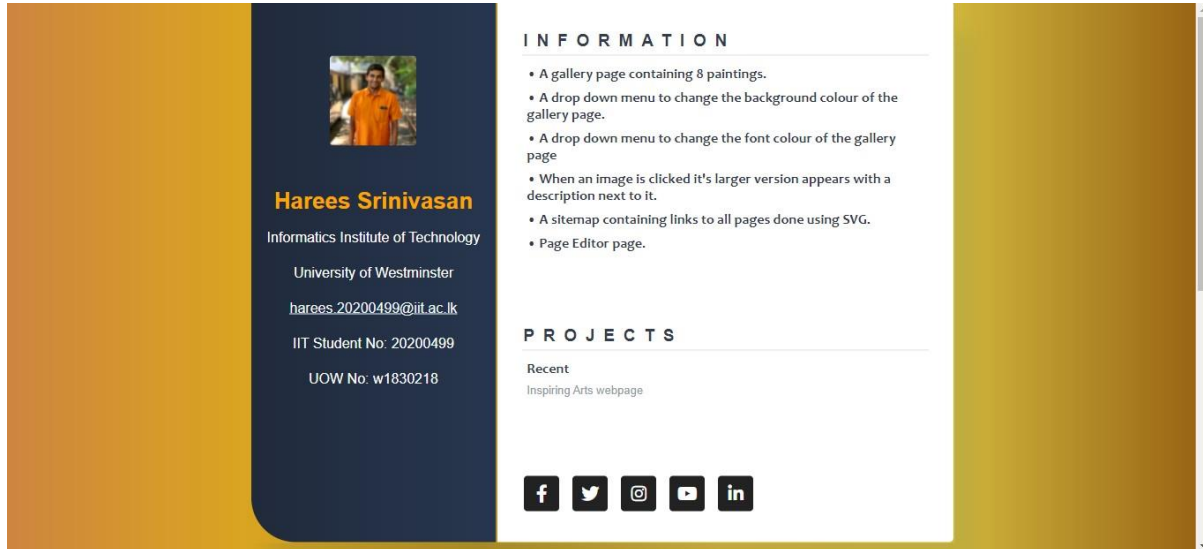 Harees Srinivasan
Informatics Institute of Technology
University of Westminster
harees.20200499@iit.ac.lk
IIT Student No: 20200499
UOW No: w1830218
INFORMATION
• A gallery page containing 8 paintings.
• A drop down menu to change the background colour of the
gallery page.
• A drop down menu to change the font colour of the gallery
page
• When an image is clicked it's larger version appears with a
description next to it.
• A sitemap containing links to all pages done using SVG.
• Page Editor page.
PROJECTS
Recent
Inspiring Arts webpage